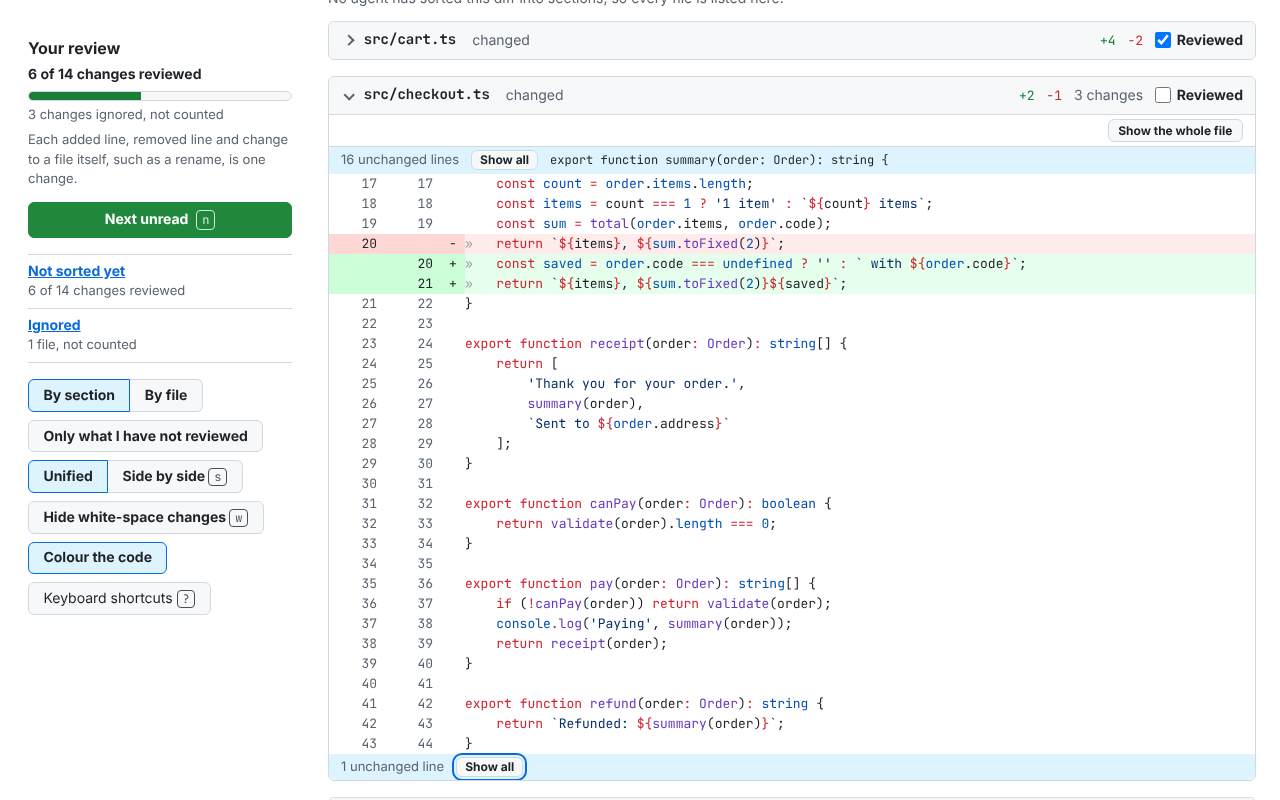 No agent has sorted this diff into sections, so every file is listed here.
Your review
6 of 14 changes reviewed
3 changes ignored, not counted
Each added line, removed line and change
to a file itself, such as a rename, is one
change.
Next unread n
Not sorted yet
6 of 14 changes reviewed
Ignored
1 file, not counted
By section By file
Only what I have not reviewed
Unified Side by side s
Hide white-space changes w
Colour the code
Keyboard shortcuts ?
src/cart.ts changed +4 -2 Reviewed
src/checkout.ts changed +2 -1 3 changes Reviewed
Show the whole file
16 unchanged lines Show all export function summary(order: Order): string {
17 17 const count = order.items.length;
18 18 const items = count === 1 ? '1 item' : `${count} items`;
19 19 const sum = total(order.items, order.code);
20 - » return `${items}, ${sum.toFixed(2)}`;
20 + » const saved = order.code === undefined ? '' : ` with ${order.code}`;
21 + » return `${items}, ${sum.toFixed(2)}${saved}`;
21 22 }
22 23
23 24 export function receipt(order: Order): string[] {
24 25 return [
25 26 'Thank you for your order.',
26 27 summary(order),
27 28 `Sent to ${order.address}`
28 29 ];
29 30 }
30 31
31 32 export function canPay(order: Order): boolean {
32 33 return validate(order).length === 0;
33 34 }
34 35
35 36 export function pay(order: Order): string[] {
36 37 if (!canPay(order)) return validate(order);
37 38 console.log('Paying', summary(order));
38 39 return receipt(order);
39 40 }
40 41
41 42 export function refund(order: Order): string {
42 43 return `Refunded: ${summary(order)}`;
43 44 }
1 unchanged line Show all